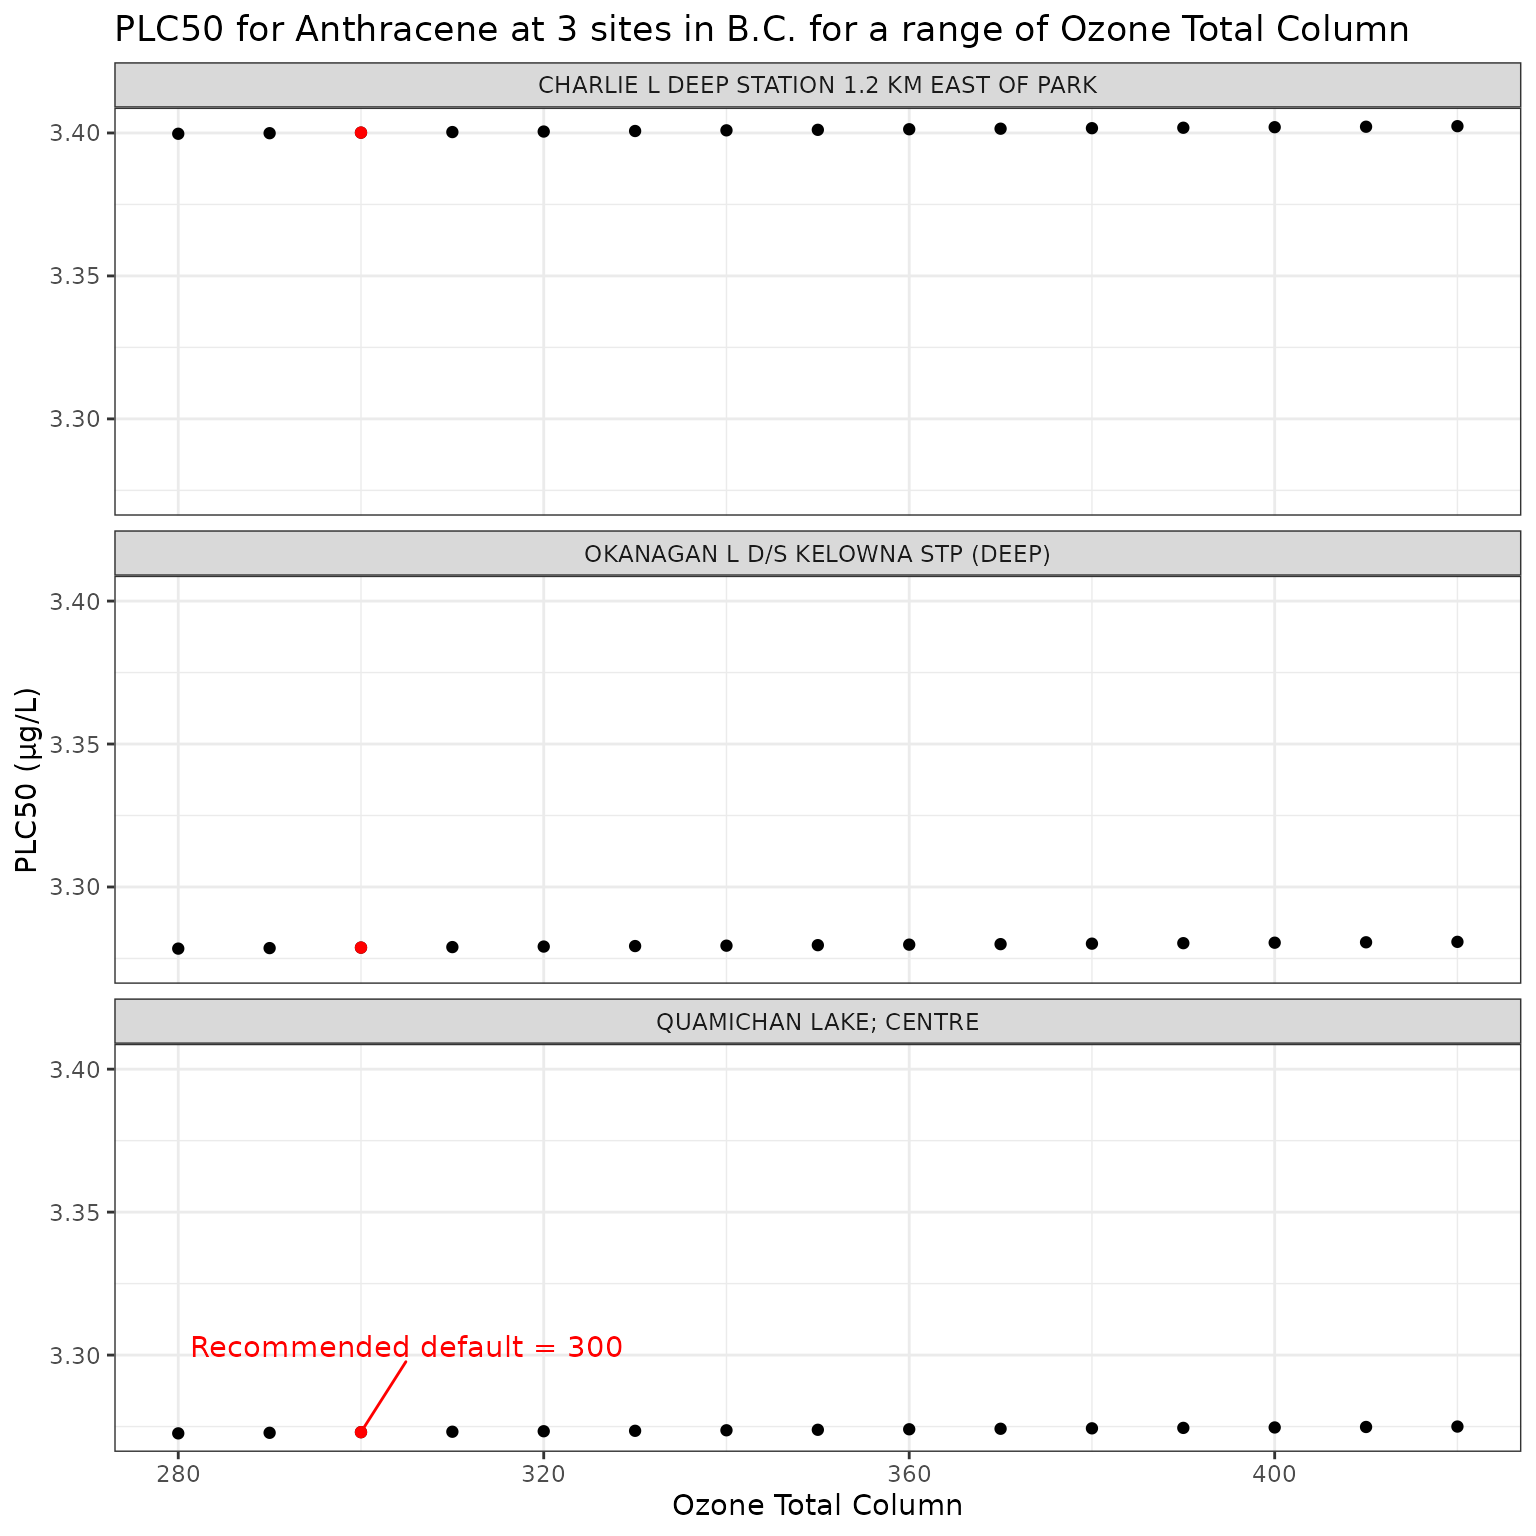 PLC50 for Anthracene at 3 sites in B.C. for a range of Ozone Total Column
CHARLIE L DEEP STATION 1.2 KM EAST OF PARK
3.40
3.35
3.30
OKANAGAN L D/S KELOWNA STP (DEEP)
3.40
3.35
3.30
PLC50 (µg/L)
QUAMICHAN LAKE; CENTRE
3.40
3.35
3.30
Recommended default = 300
280 320 360 400
Ozone Total Column